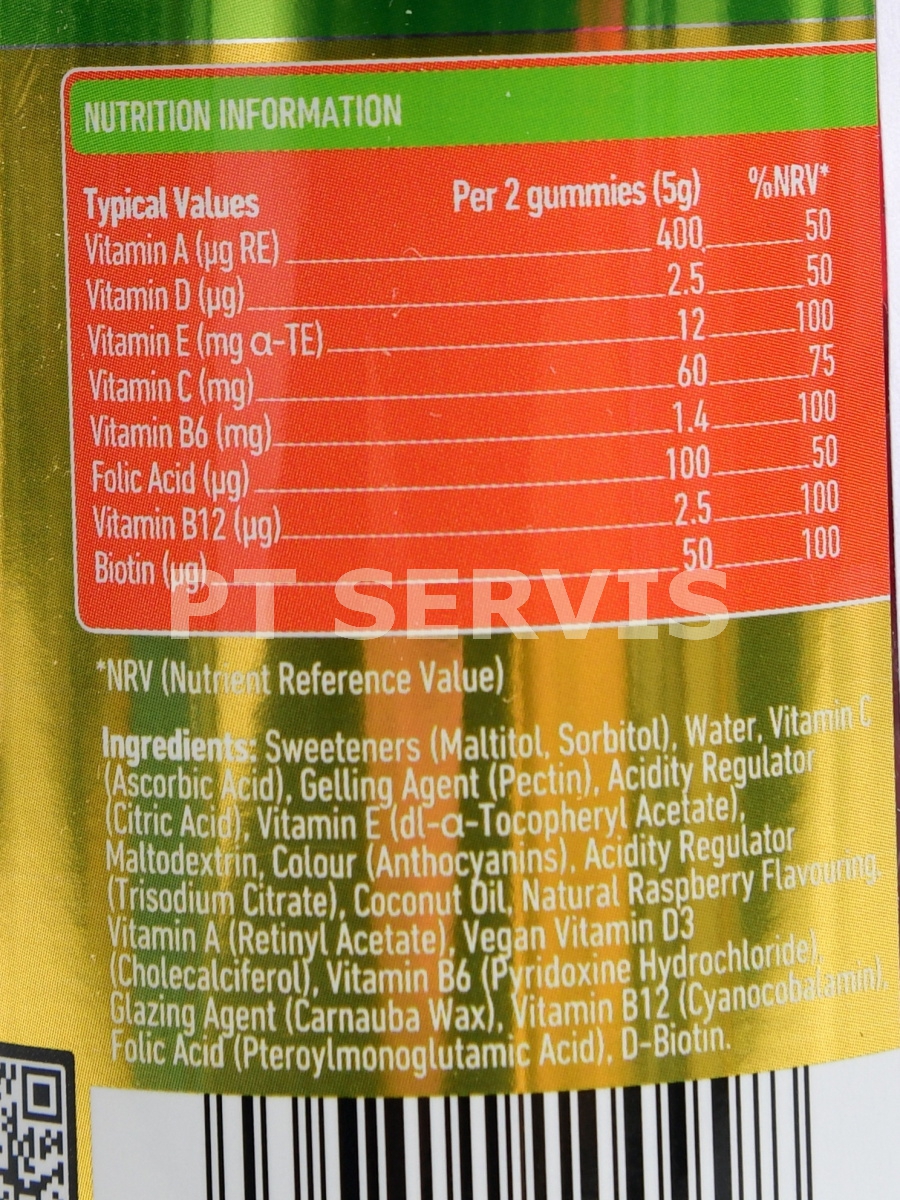 NUTRITION INFORMATION
Typical Values Per 2 gummies (5g) %NRV*
Vitamin A (µg RE) 400 50
Vitamin D (µg) 2.5 50
Vitamin E (mg α-TE) 12 100
Vitamin C (mg) 60 75
Vitamin B6 (mg) 1.4 100
Folic Acid (µg) 100 50
Vitamin B12 (µg) 2.5 100
Biotin (µg) 50 100
PT SERVIS
*NRV (Nutrient Reference Value)
Ingredients: Sweeteners (Maltitol, Sorbitol), Water, Vitamin C
(Ascorbic Acid), Gelling Agent (Pectin), Acidity Regulator
(Citric Acid), Vitamin E (dl-α-Tocopheryl Acetate),
Maltodextrin, Colour (Anthocyanins), Acidity Regulator
(Trisodium Citrate), Coconut Oil, Natural Raspberry Flavouring,
Vitamin A (Retinyl Acetate), Vegan Vitamin D3
(Cholecalciferol), Vitamin B6 (Pyridoxine Hydrochloride),
Glazing Agent (Carnauba Wax), Vitamin B12 (Cyanocobalamin),
Folic Acid (Pteroylmonoglutamic Acid), D-Biotin.